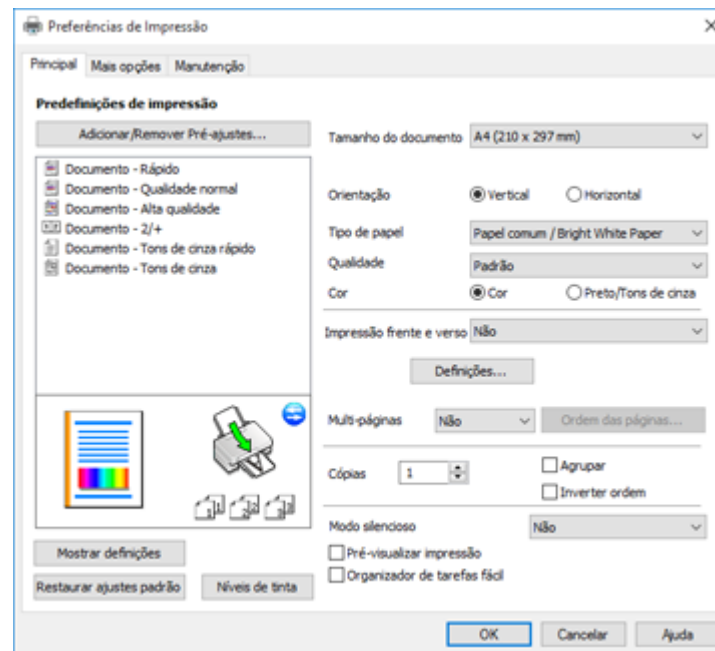 Preferências de Impressão
Principal
Mais opções
Manutenção
Predefinições de impressão
Adicionar/Remover Pré-ajustes...
Documento - Rápido
Documento - Qualidade normal
Documento - Alta qualidade
Documento - 2/+
Documento - Tons de cinza rápido
Documento - Tons de cinza
Mostrar definições
Restaurar ajustes padrão
Níveis de tinta
Tamanho do documento
A4 (210 x 297 mm)
Orientação
Vertical
Horizontal
Tipo de papel
Papel comum / Bright White Paper
Qualidade
Padrão
Cor
Cor
Preto/Tons de cinza
Impressão frente e verso
Não
Definições...
Multi-páginas
Não
Ordem das páginas...
Cópias
1
Agrupar
Inverter ordem
Modo silencioso
Não
Pré-visualizar impressão
Organizador de tarefas fácil
OK
Cancelar
Ajuda